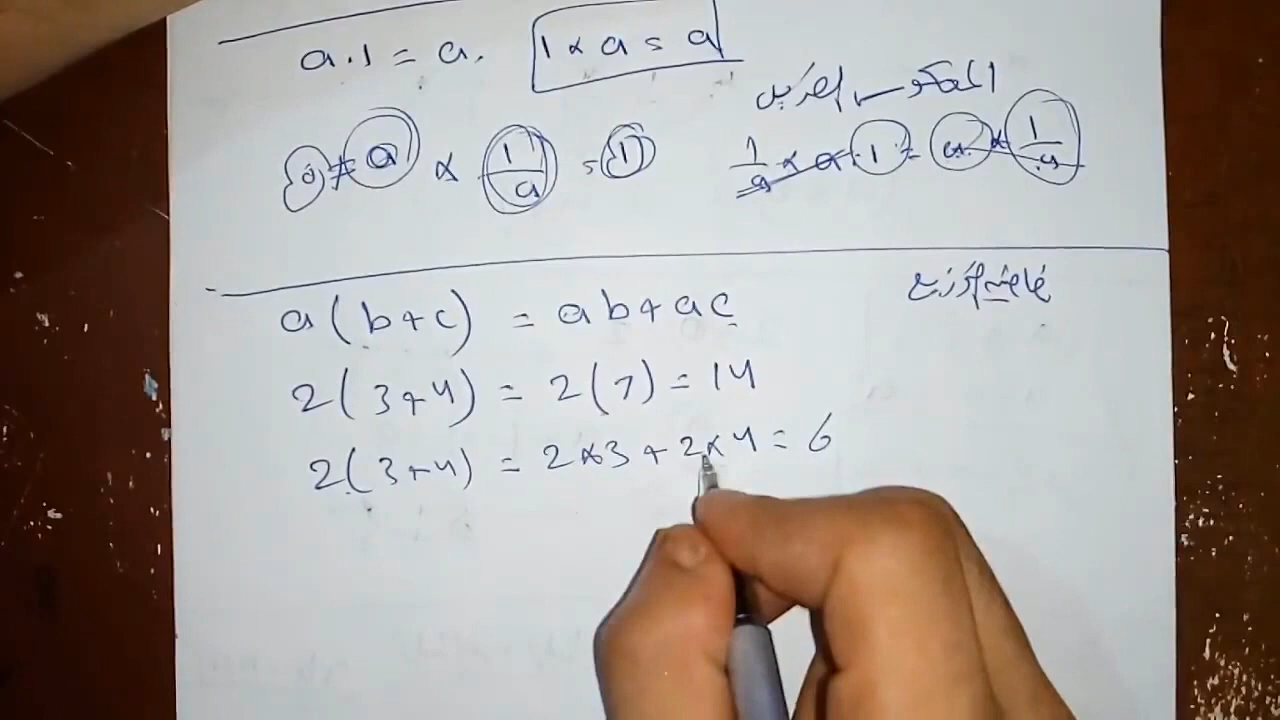 a.1 = a. 1 × a = a
المعكوس الضربي
0 ≠ a × 1/a = 1 1/a × a = 1 = a × 1/a
خاصية التوزيع
a(b+c) = ab+ac
2(3+4) = 2(7) = 14
2(3+4) = 2×3 + 2×4 = 6